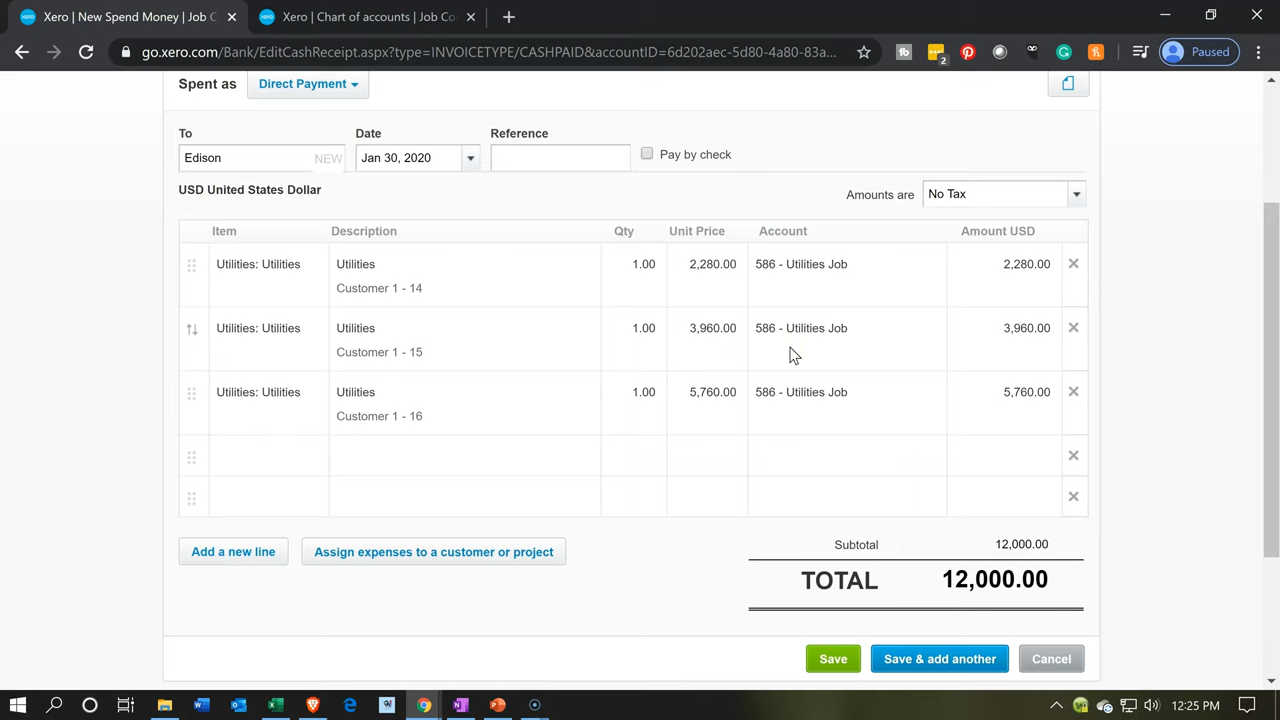 Xero | New Spend Money | Job C
Xero | Chart of accounts | Job Co
go.xero.com/Bank/EditCashReceipt.aspx?type=INVOICETYPE/CASHPAID&accountID=6d202aec-5d80-4a80-83a...
2
Paused
Spent as
Direct Payment
To
Date
Reference
Edison
NEW
Jan 30, 2020
Pay by check
USD United States Dollar
Amounts are
No Tax
Item Description Qty Unit Price Account Amount USD
Utilities: Utilities Utilities 1.00 2,280.00 586 - Utilities Job 2,280.00
Customer 1 - 14
Utilities: Utilities Utilities 1.00 3,960.00 586 - Utilities Job 3,960.00
Customer 1 - 15
Utilities: Utilities Utilities 1.00 5,760.00 586 - Utilities Job 5,760.00
Customer 1 - 16
Add a new line
Assign expenses to a customer or project
Subtotal 12,000.00
TOTAL 12,000.00
Save
Save & add another
Cancel
12:25 PM